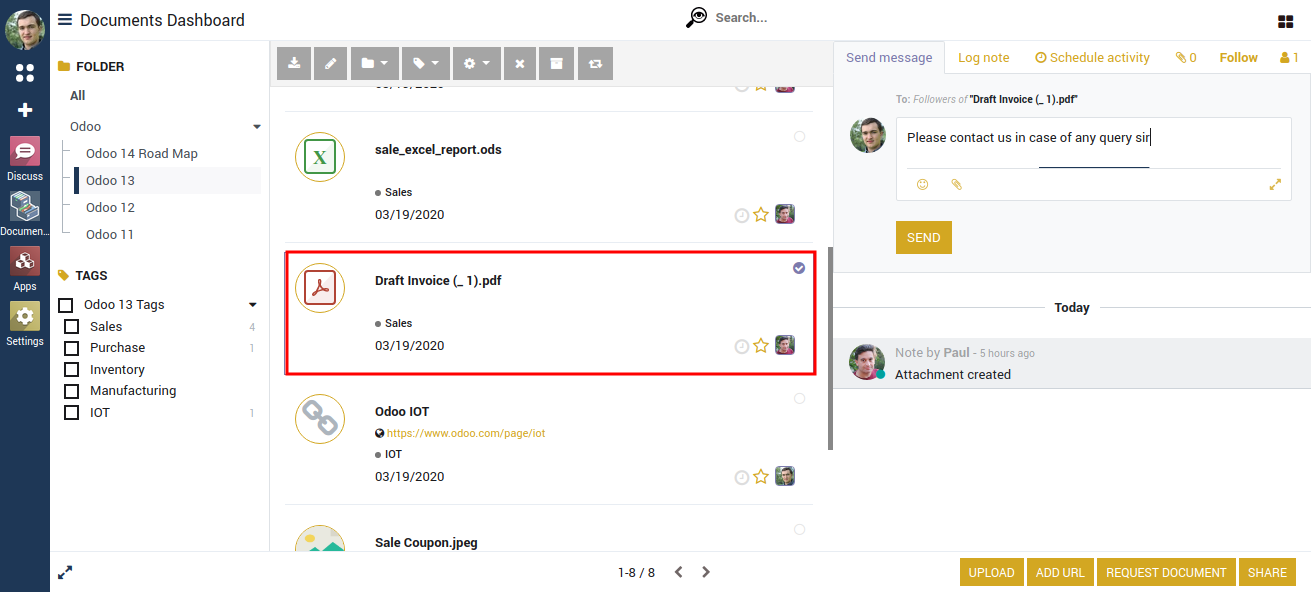 Documents Dashboard
Search...
Discuss
Documen...
Apps
Settings
FOLDER
All
Odoo
Odoo 14 Road Map
Odoo 13
Odoo 12
Odoo 11
TAGS
Odoo 13 Tags
Sales 4
Purchase 1
Inventory
Manufacturing
IOT 1
sale_excel_report.ods
X
Sales
03/19/2020
Draft Invoice (_ 1).pdf
Sales
03/19/2020
Odoo IOT
https://www.odoo.com/page/iot
IOT
03/19/2020
Sale Coupon.jpeg
1-8 / 8
Send message Log note Schedule activity 0 Follow 1
To: Followers of "Draft Invoice (_ 1).pdf"
Please contact us in case of any query sir
SEND
Today
Note by Paul - 5 hours ago
Attachment created
UPLOAD ADD URL REQUEST DOCUMENT SHARE